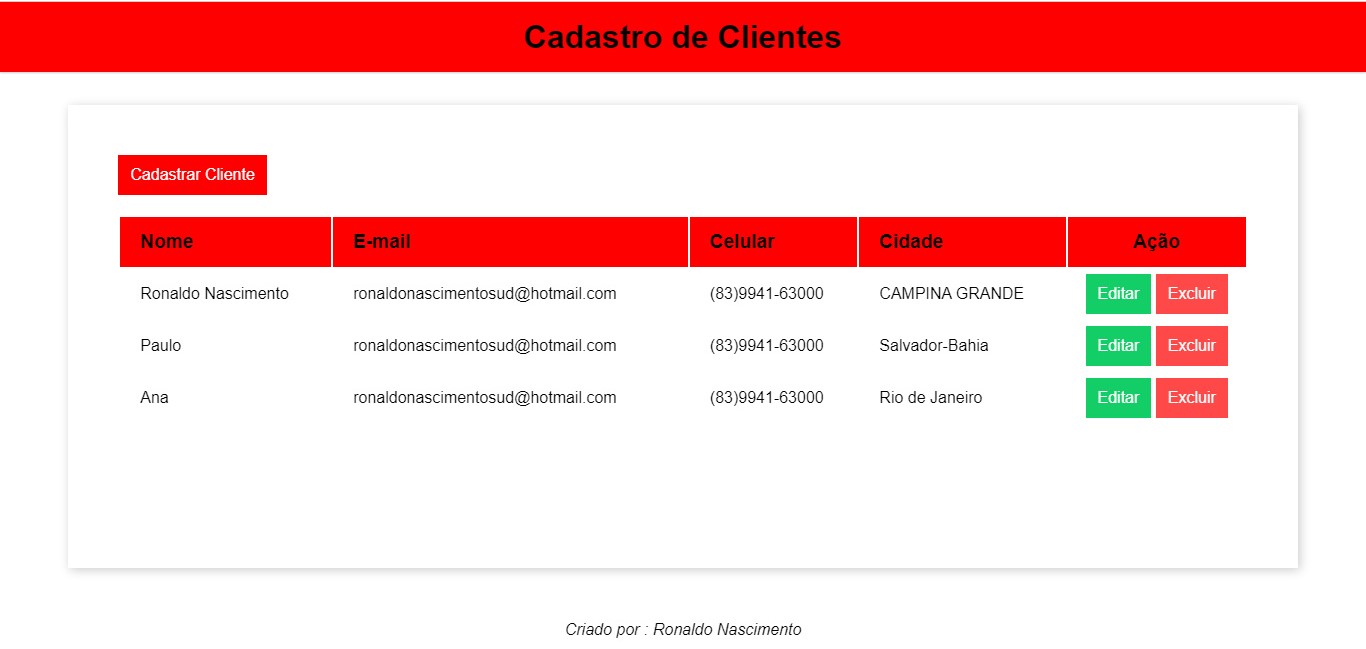 Cadastro de Clientes
Cadastrar Cliente
Nome E-mail Celular Cidade Ação
Ronaldo Nascimento ronaldonascimentosud@hotmail.com (83)9941-63000 CAMPINA GRANDE Editar Excluir
Paulo ronaldonascimentosud@hotmail.com (83)9941-63000 Salvador-Bahia Editar Excluir
Ana ronaldonascimentosud@hotmail.com (83)9941-63000 Rio de Janeiro Editar Excluir
Criado por : Ronaldo Nascimento